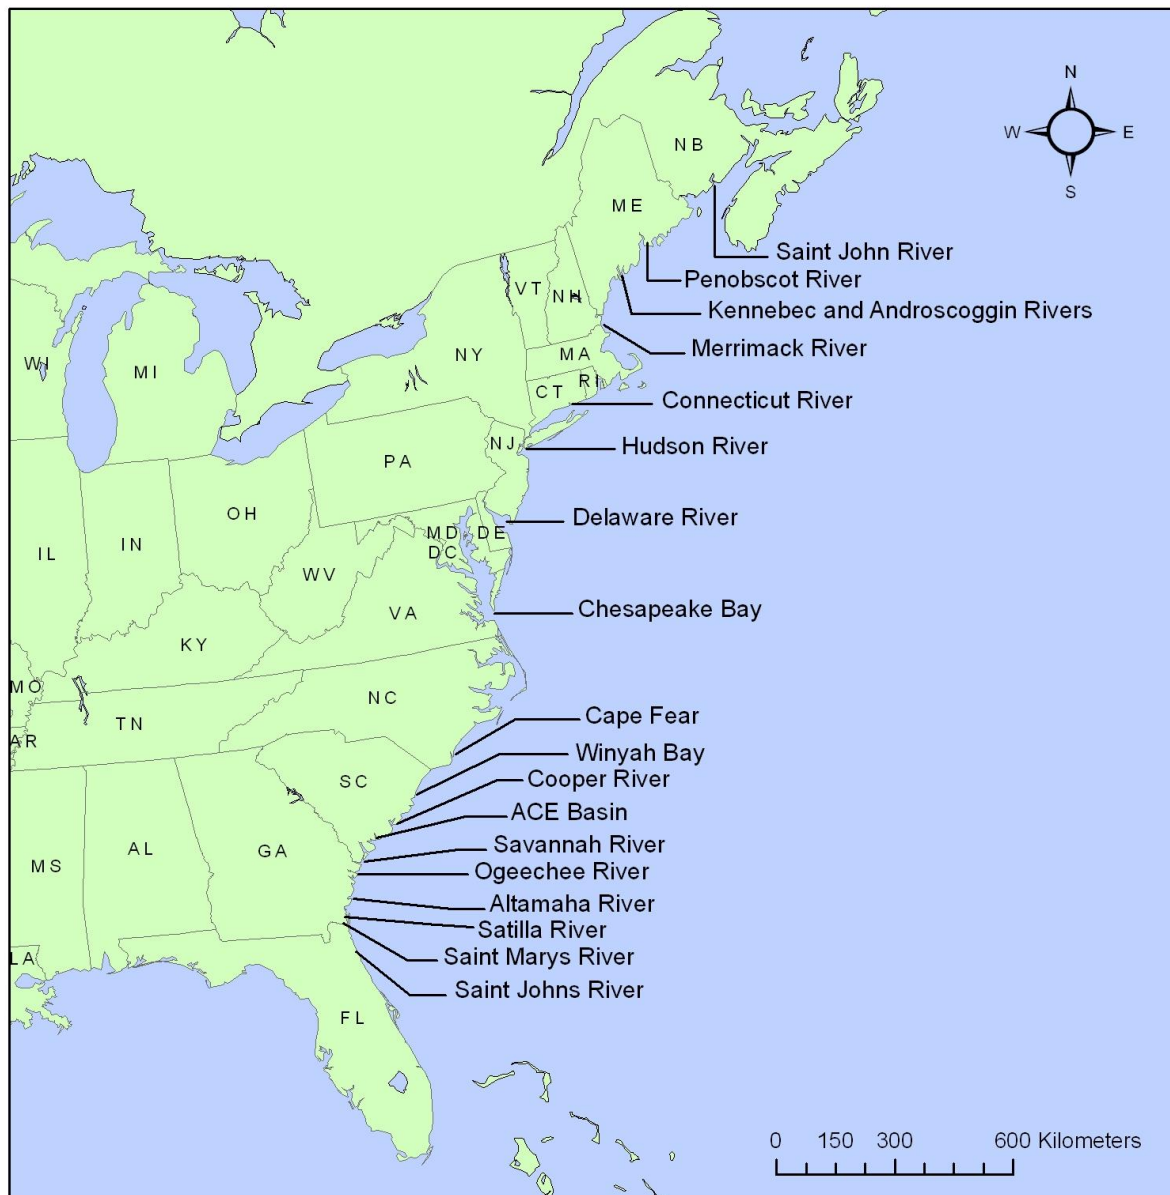 N
W E
S
NB
ME
Saint John River
Penobscot River
VT
NH
Kennebec and Androscoggin Rivers
Merrimack River
WI
MI
NY
MA
CT
RI
Connecticut River
NJ
Hudson River
PA
OH
Delaware River
MD
DE
DC
IL
IN
WV
Chesapeake Bay
VA
KY
MO
NC
TN
Cape Fear
AR
Winyah Bay
SC
Cooper River
ACE Basin
MS
AL
GA
Savannah River
Ogeechee River
Altamaha River
Satilla River
LA
Saint Marys River
Saint Johns River
FL
0 150 300 600 Kilometers